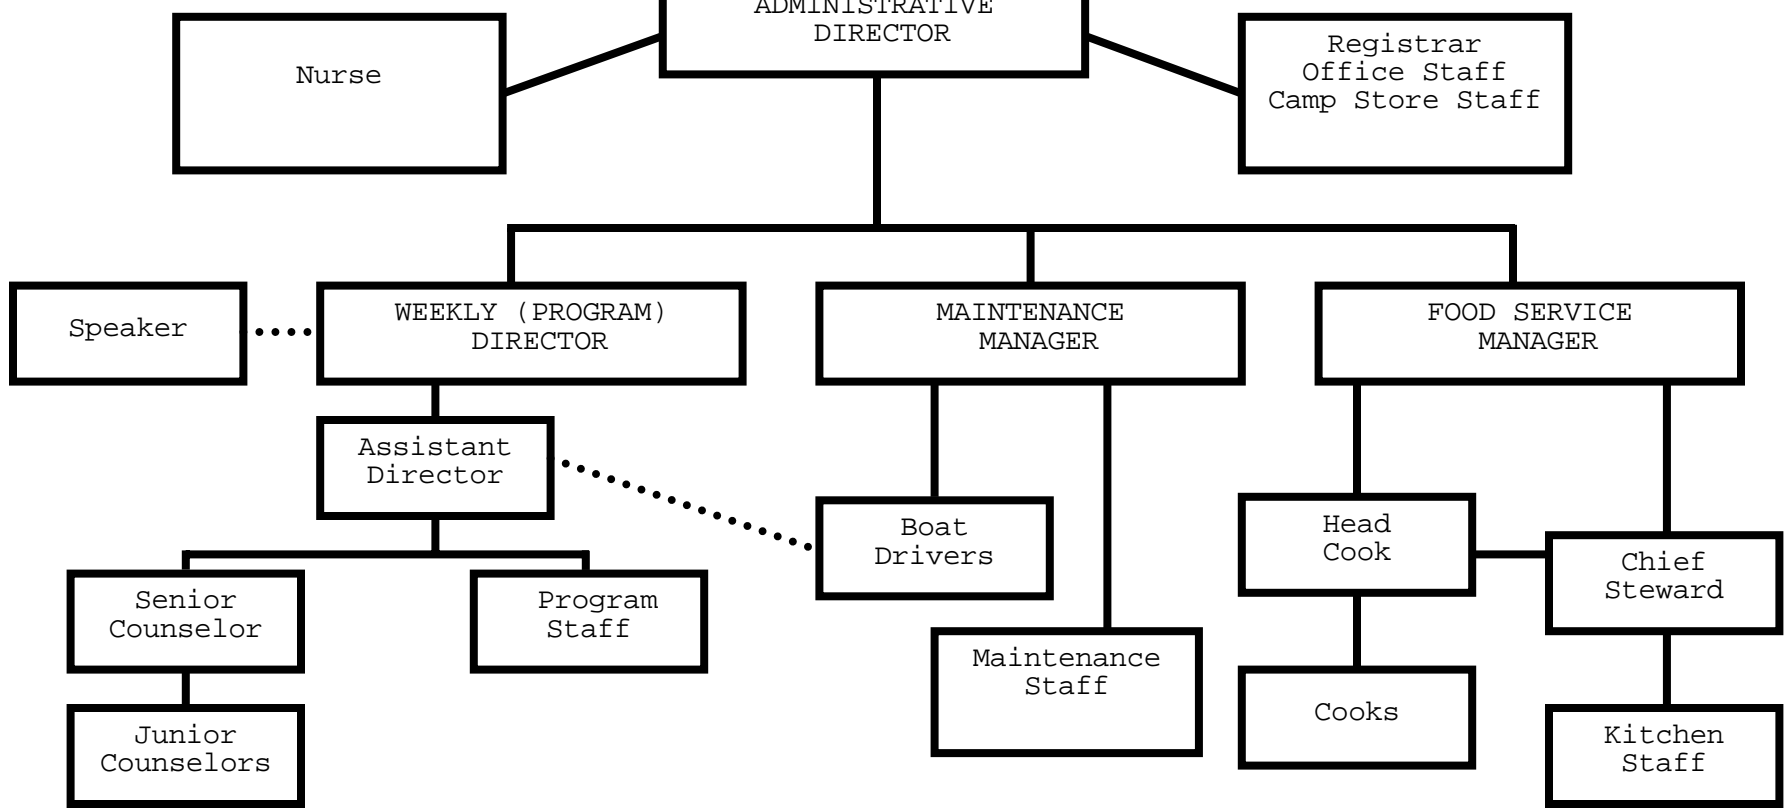 ADMINISTRATIVE
DIRECTOR
Nurse
Registrar
Office Staff
Camp Store Staff
Speaker
WEEKLY (PROGRAM)
DIRECTOR
MAINTENANCE
MANAGER
FOOD SERVICE
MANAGER
Assistant
Director
Boat
Drivers
Head
Cook
Chief
Steward
Senior
Counselor
Program
Staff
Maintenance
Staff
Cooks
Junior
Counselors
Kitchen
Staff